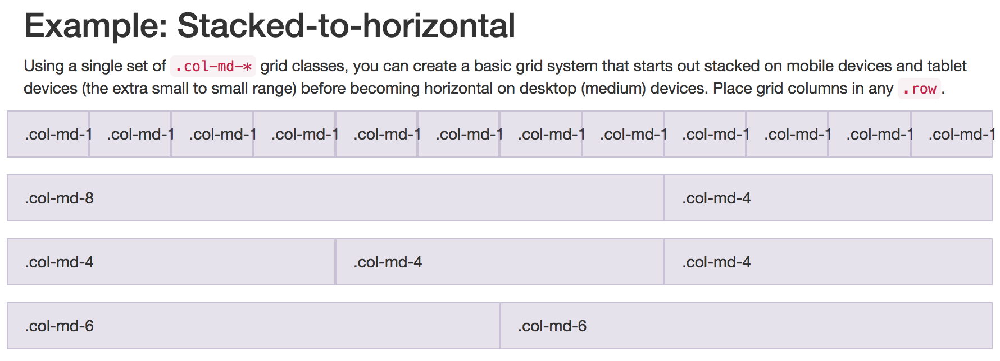 Example: Stacked-to-horizontal
Using a single set of .col-md-* grid classes, you can create a basic grid system that starts out stacked on mobile devices and tablet
devices (the extra small to small range) before becoming horizontal on desktop (medium) devices. Place grid columns in any .row.
.col-md-1 .col-md-1 .col-md-1 .col-md-1 .col-md-1 .col-md-1 .col-md-1 .col-md-1 .col-md-1 .col-md-1 .col-md-1 .col-md-1
.col-md-8 .col-md-4
.col-md-4 .col-md-4 .col-md-4
.col-md-6 .col-md-6